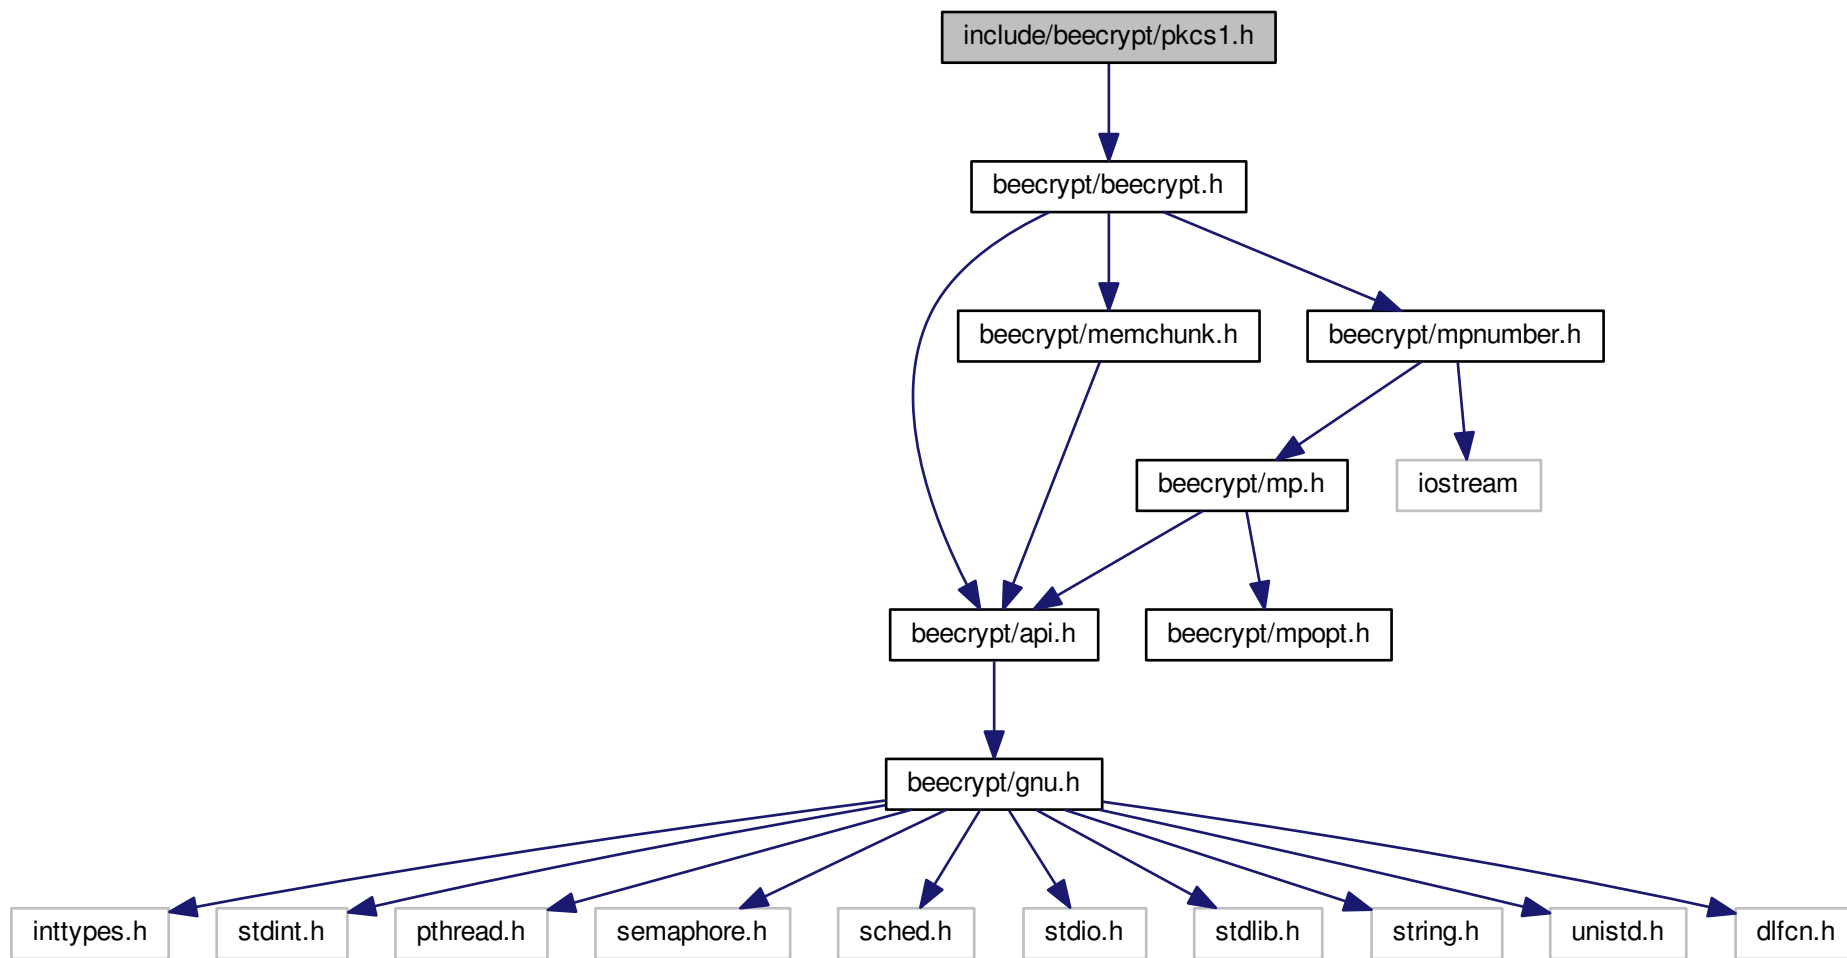 include/beecrypt/pkcs1.h
beecrypt/beecrypt.h
beecrypt/memchunk.h
beecrypt/mpnumber.h
beecrypt/mp.h
iostream
beecrypt/api.h
beecrypt/mpopt.h
beecrypt/gnu.h
inttypes.h
stdint.h
pthread.h
semaphore.h
sched.h
stdio.h
stdlib.h
string.h
unistd.h
dlfcn.h